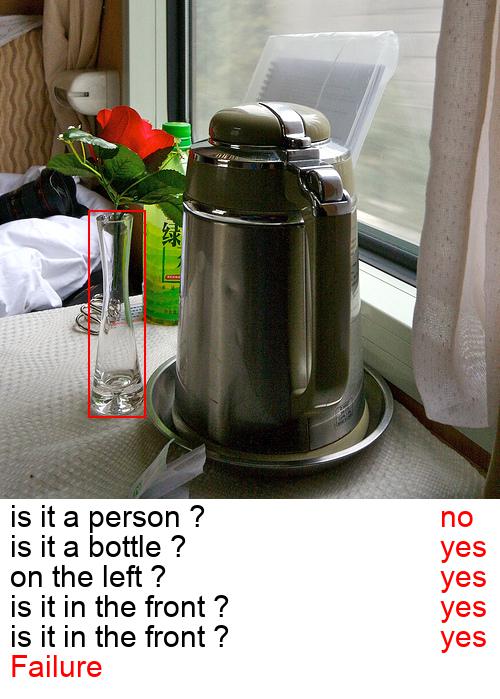 绿
is it a person ? no
is it a bottle ? yes
on the left ? yes
is it in the front ? yes
is it in the front ? yes
Failure